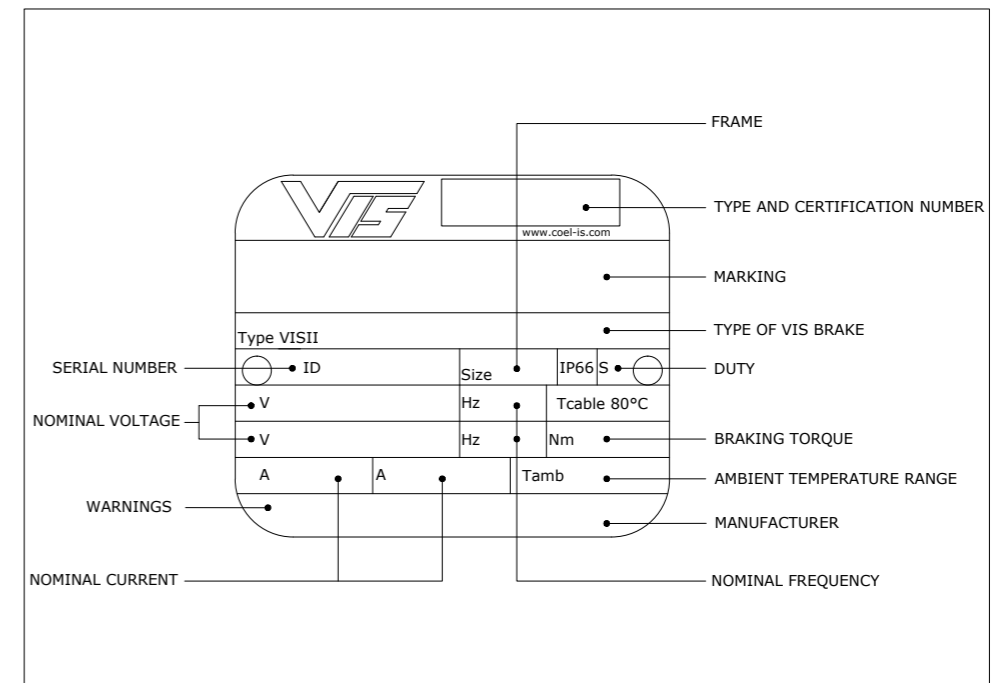 FRAME
VIS
TYPE AND CERTIFICATION NUMBER
www.coel-is.com
MARKING
Type VISII
TYPE OF VIS BRAKE
SERIAL NUMBER
ID
Size
IP66
S
DUTY
NOMINAL VOLTAGE
V
Hz
Tcable 80°C
V
Hz
Nm
BRAKING TORQUE
A
A
Tamb
AMBIENT TEMPERATURE RANGE
WARNINGS
MANUFACTURER
NOMINAL CURRENT
NOMINAL FREQUENCY